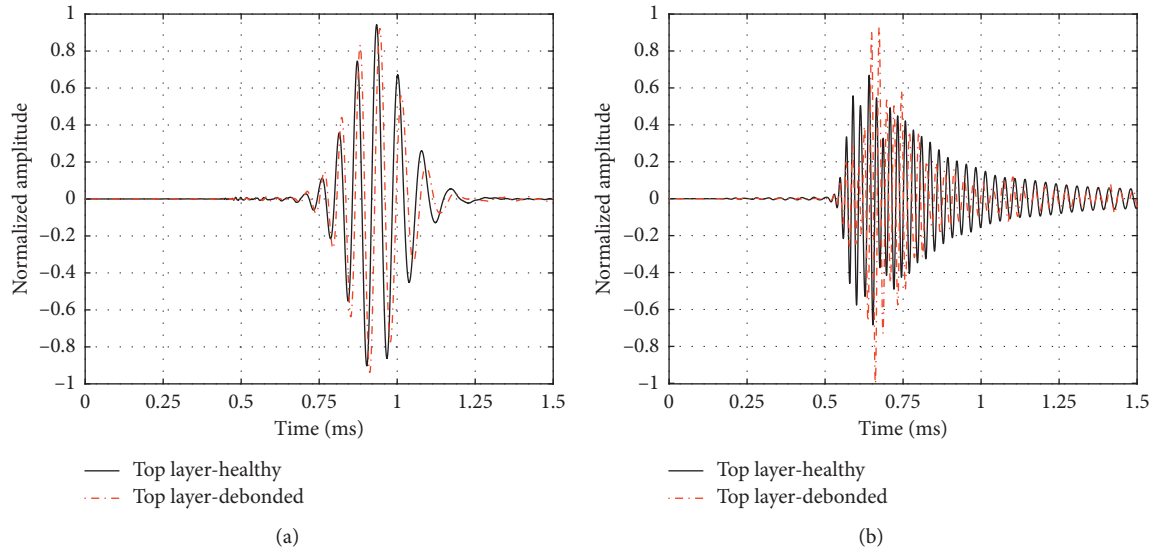 Normalized amplitude
1
0.8
0.6
0.4
0.2
0
–0.2
–0.4
–0.6
–0.8
–1
0 0.25 0.5 0.75 1 1.25 1.5
Time (ms)
Top layer-healthy
Top layer-debonded
(a)
Normalized amplitude
1
0.8
0.6
0.4
0.2
0
–0.2
–0.4
–0.6
–0.8
–1
0 0.25 0.5 0.75 1 1.25 1.5
Time (ms)
Top layer-healthy
Top layer-debonded
(b)